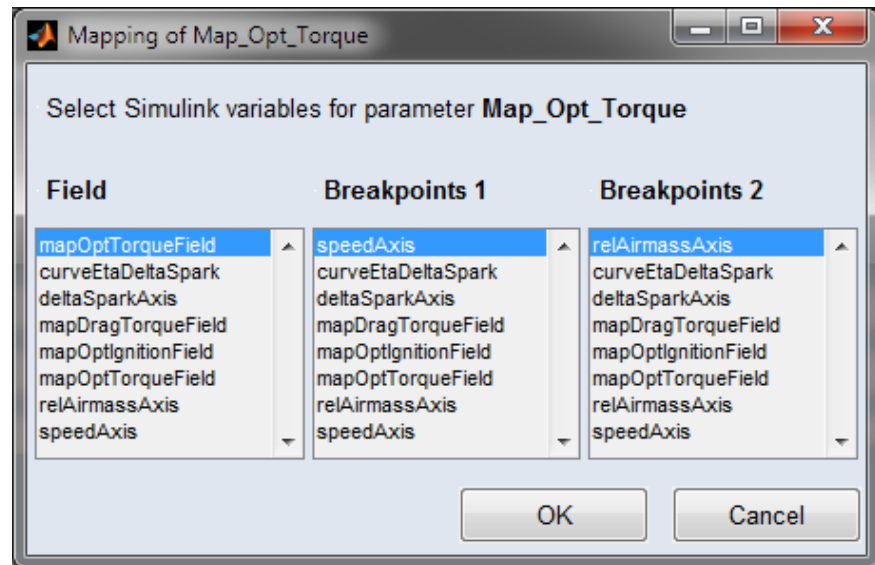 Mapping of Map_Opt_Torque
Select Simulink variables for parameter Map_Opt_Torque
Field
mapOptTorqueField
curveEtaDeltaSpark
deltaSparkAxis
mapDragTorqueField
mapOptIgnitionField
mapOptTorqueField
relAirmassAxis
speedAxis
Breakpoints 1
speedAxis
curveEtaDeltaSpark
deltaSparkAxis
mapDragTorqueField
mapOptIgnitionField
mapOptTorqueField
relAirmassAxis
speedAxis
Breakpoints 2
relAirmassAxis
curveEtaDeltaSpark
deltaSparkAxis
mapDragTorqueField
mapOptIgnitionField
mapOptTorqueField
relAirmassAxis
speedAxis
OK
Cancel